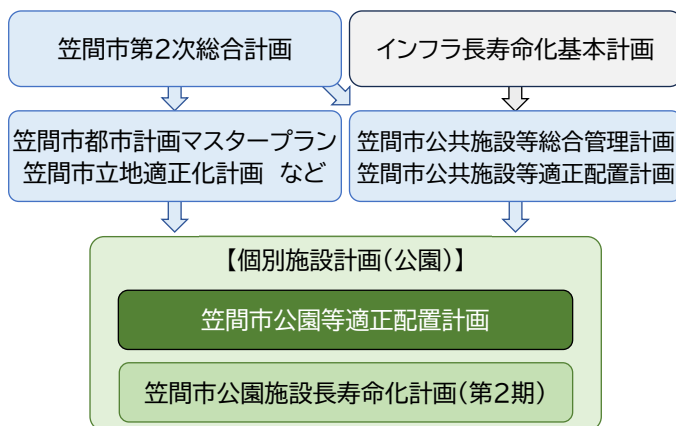 笠間市第2次総合計画
インフラ長寿命化基本計画
笠間市都市計画マスタープラン
笠間市立地適正化計画 など
笠間市公共施設等総合管理計画
笠間市公共施設等適正配置計画
【個別施設計画(公園)】
笠間市公園等適正配置計画
笠間市公園施設長寿命化計画(第2期)